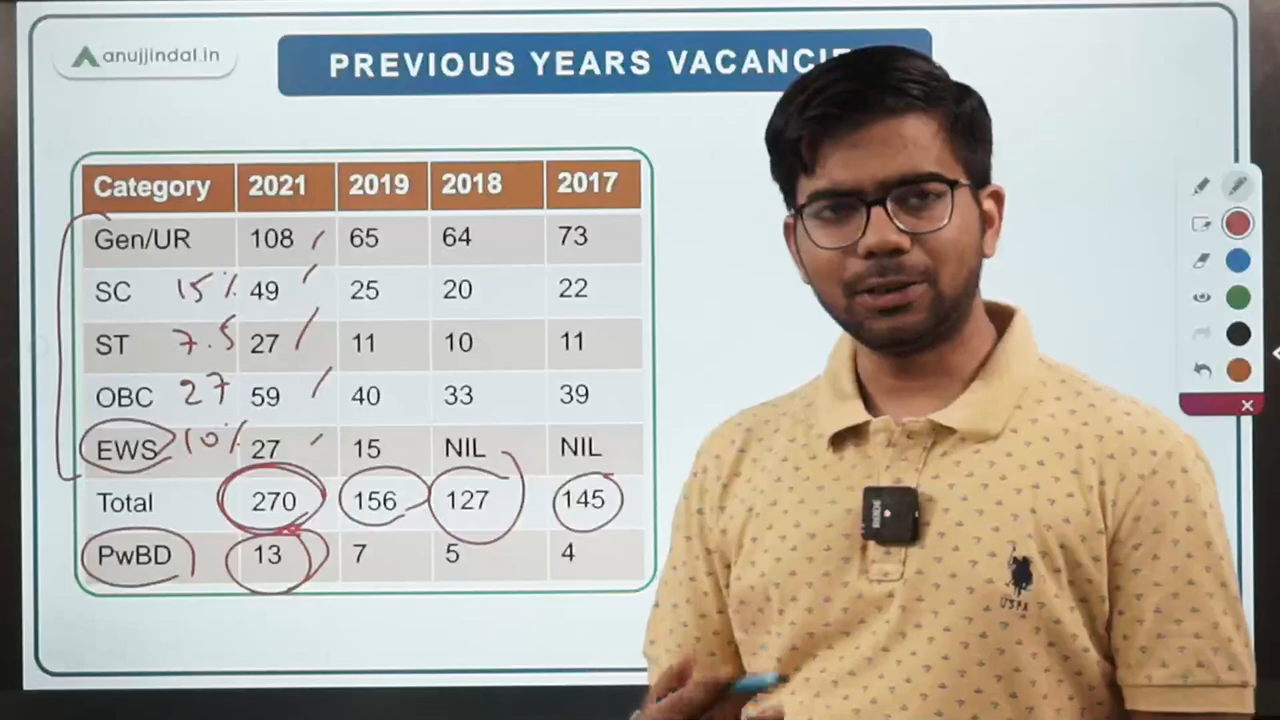 anujjindal.in
PREVIOUS YEARS VACANCIE
Category 2021 2019 2018 2017
Gen/UR 108 65 64 73
SC 15% 49 25 20 22
ST 7.5 27 11 10 11
OBC 27 59 40 33 39
EWS 10% 27 15 NIL NIL
Total 270 156 127 145
PwBD 13 7 5 4
USPA